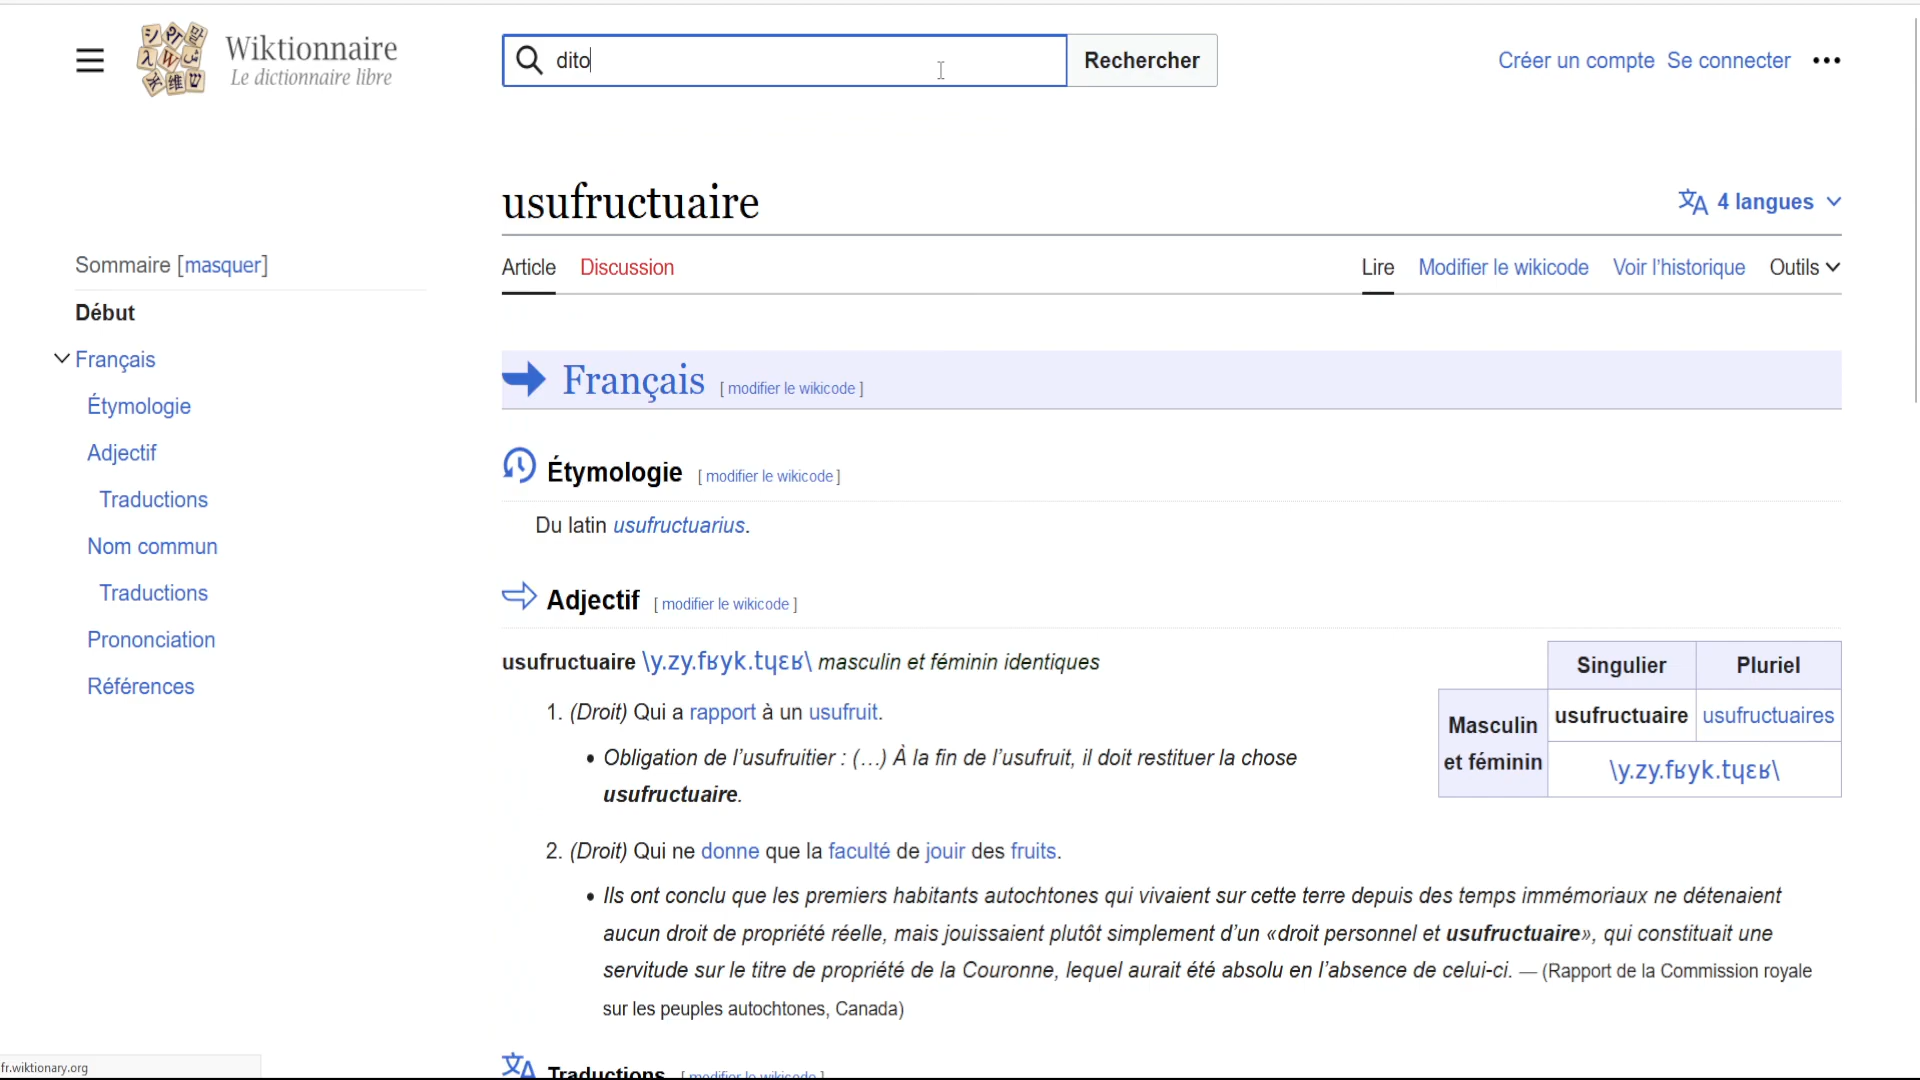 Wiktionnaire
Le dictionnaire libre
dito
Rechercher
Créer un compte Se connecter
usufructuaire
4 langues
Sommaire [masquer]
Début
Français
Étymologie
Adjectif
Traductions
Nom commun
Traductions
Prononciation
Références
Article Discussion
Lire Modifier le wikicode Voir l’historique Outils
Français [ modifier le wikicode ]
Étymologie [ modifier le wikicode ]
Du latin usufructuarius.
Adjectif [ modifier le wikicode ]
usufructuaire \y.zy.fʁyk.tɥɛʁ\ masculin et féminin identiques
Singulier Pluriel
Masculin et féminin
usufructuaire usufructuaires
\y.zy.fʁyk.tɥɛʁ\
1. (Droit) Qui a rapport à un usufruit.
• Obligation de l’usufruitier : (…) À la fin de l’usufruit, il doit restituer la chose
usufructuaire.
2. (Droit) Qui ne donne que la faculté de jouir des fruits.
• Ils ont conclu que les premiers habitants autochtones qui vivaient sur cette terre depuis des temps immémoriaux ne détenaient
aucun droit de propriété réelle, mais jouissaient plutôt simplement d’un «droit personnel et usufructuaire», qui constituait une
servitude sur le titre de propriété de la Couronne, lequel aurait été absolu en l’absence de celui-ci. — (Rapport de la Commission royale
sur les peuples autochtones, Canada)
Traductions [ modifier le wikicode ]
fr.wiktionary.org